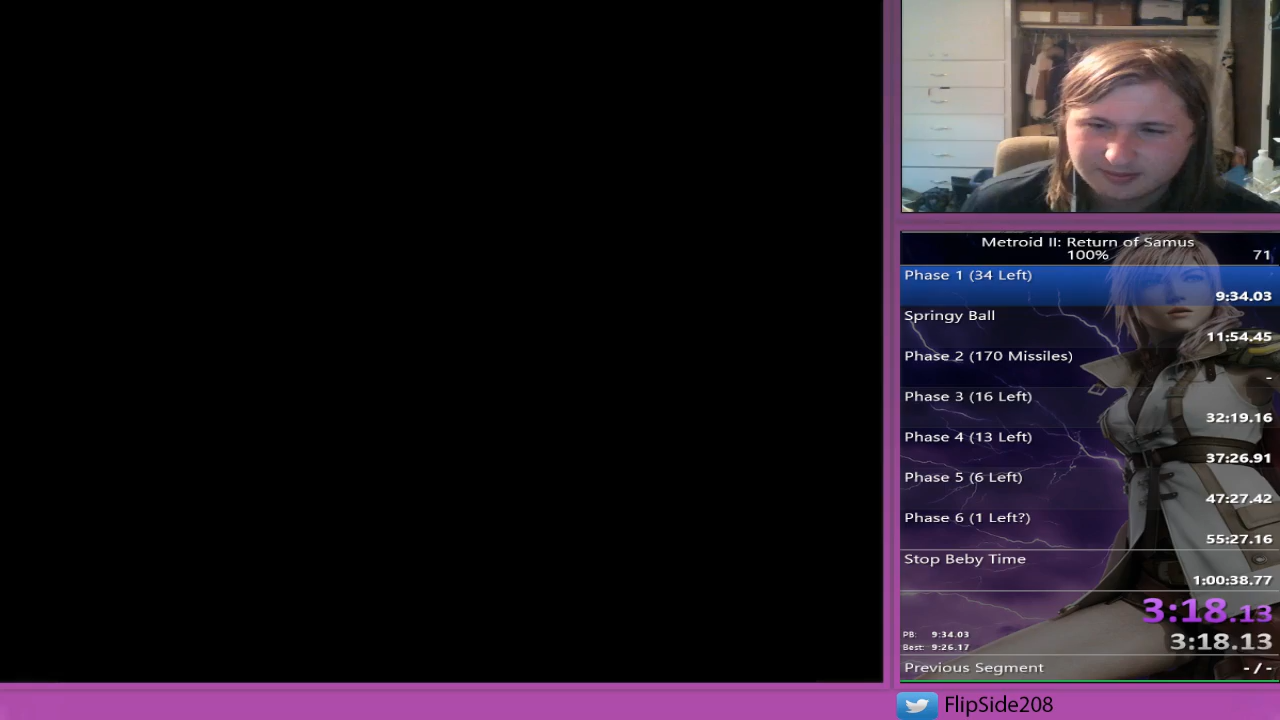 Metroid II: Return of Samus
100% 71
Phase 1 (34 Left)
9:34.03
Springy Ball
11:54.45
Phase 2 (170 Missiles)
-
Phase 3 (16 Left)
32:19.16
Phase 4 (13 Left)
37:26.91
Phase 5 (6 Left)
47:27.42
Phase 6 (1 Left?)
55:27.16
Stop Beby Time
1:00:38.77
3:18.13
PB: 9:34.03
Best: 9:26.17
3:18.13
Previous Segment - / -
FlipSide208